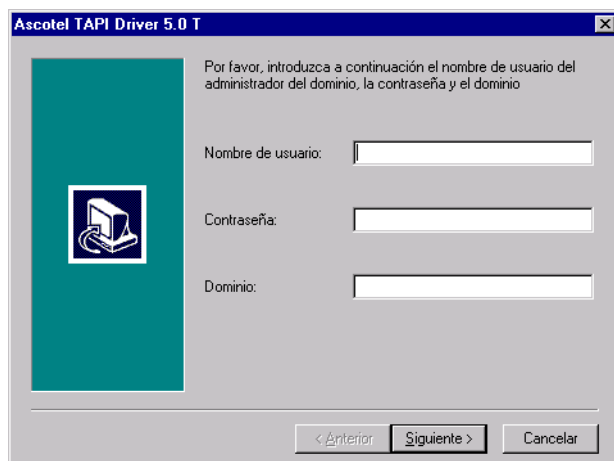 Ascotel TAPI Driver 5.0 T
Por favor, introduzca a continuación el nombre de usuario del
administrador del dominio, la contraseña y el dominio
Nombre de usuario:
Contraseña:
Dominio:
< Anterior
Siguiente >
Cancelar